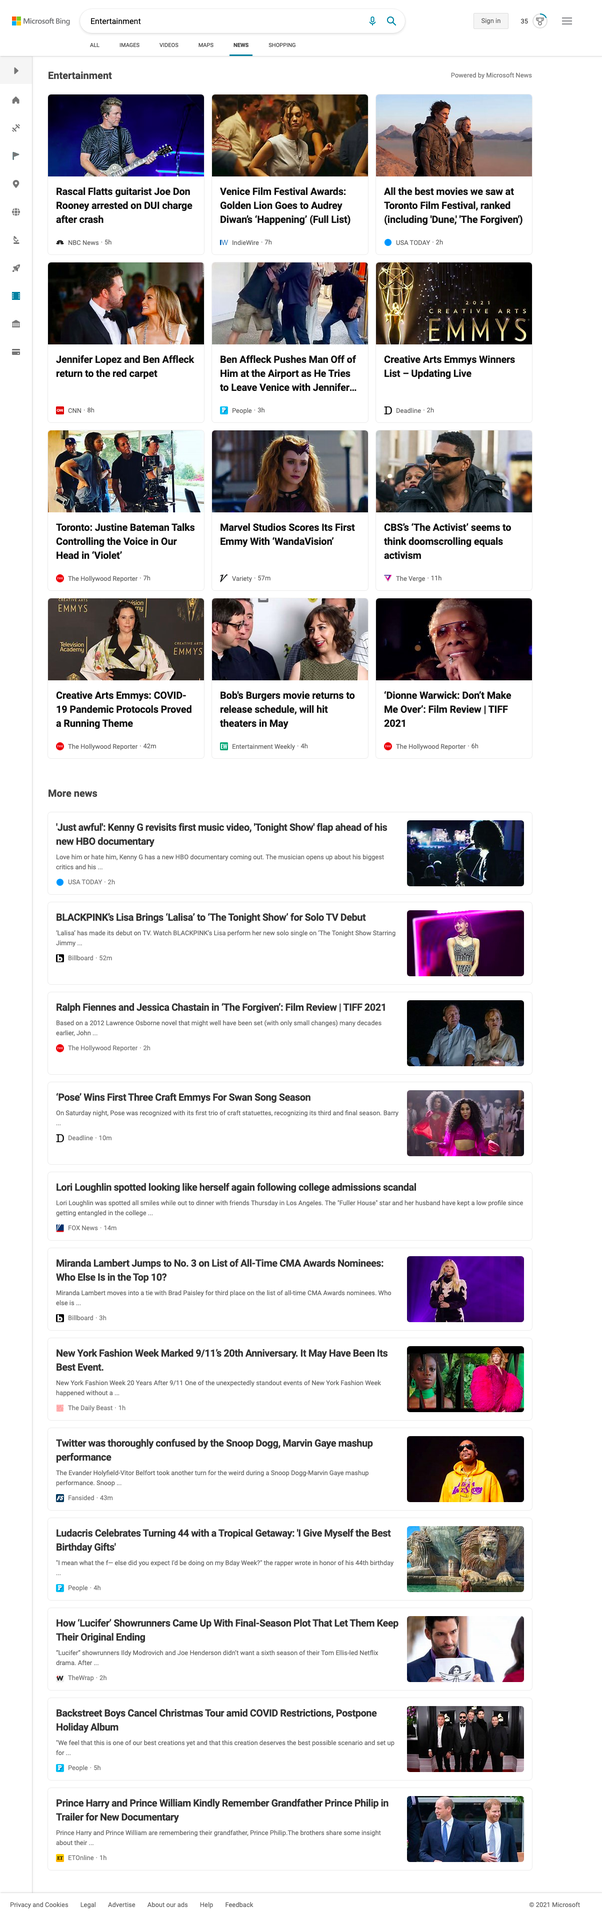 Microsoft Bing
Entertainment
Sign in
35
ALL IMAGES VIDEOS MAPS NEWS SHOPPING
Entertainment
Powered by Microsoft News
Rascal Flatts guitarist Joe Don
Rooney arrested on DUI charge
after crash
NBC News · 5h
Venice Film Festival Awards:
Golden Lion Goes to Audrey
Diwan's 'Happening' (Full List)
IW IndieWire · 7h
All the best movies we saw at
Toronto Film Festival, ranked
(including 'Dune,' 'The Forgiven')
USA TODAY · 2h
Jennifer Lopez and Ben Affleck
return to the red carpet
CNN · 8h
Ben Affleck Pushes Man Off of
Him at the Airport as He Tries
to Leave Venice with Jennifer...
People · 3h
2021
CREATIVE ARTS
EMMYS
Creative Arts Emmys Winners
List – Updating Live
Deadline · 2h
Toronto: Justine Bateman Talks
Controlling the Voice in Our
Head in 'Violet'
The Hollywood Reporter · 7h
Marvel Studios Scores Its First
Emmy With 'WandaVision'
Variety · 57m
CBS's 'The Activist' seems to
think doomscrolling equals
activism
The Verge · 11h
EMMYS
Television
Academy
CREATIVE ARTS
EMMYS
Creative Arts Emmys: COVID-
19 Pandemic Protocols Proved
a Running Theme
The Hollywood Reporter · 42m
Bob's Burgers movie returns to
release schedule, will hit
theaters in May
EW Entertainment Weekly · 4h
'Dionne Warwick: Don't Make
Me Over': Film Review | TIFF
2021
The Hollywood Reporter · 6h
More news
'Just awful': Kenny G revisits first music video, 'Tonight Show' flap ahead of his
new HBO documentary
Love him or hate him, Kenny G has a new HBO documentary coming out. The musician opens up about his biggest
critics and his ...
USA TODAY · 2h
BLACKPINK's Lisa Brings 'Lalisa' to 'The Tonight Show' for Solo TV Debut
'Lalisa' has made its debut on TV. Watch BLACKPINK's Lisa perform her new solo single on 'The Tonight Show Starring
Jimmy ...
Billboard · 52m
Ralph Fiennes and Jessica Chastain in 'The Forgiven': Film Review | TIFF 2021
Based on a 2012 Lawrence Osborne novel that might well have been set (with only small changes) many decades
earlier, John ...
The Hollywood Reporter · 2h
'Pose' Wins First Three Craft Emmys For Swan Song Season
On Saturday night, Pose was recognized with its first trio of craft statuettes, recognizing its third and final season. Barry
...
Deadline · 10m
Lori Loughlin spotted looking like herself again following college admissions scandal
Lori Loughlin was spotted all smiles while out to dinner with friends Thursday in Los Angeles. The "Fuller House" star and her husband have kept a low profile since
getting entangled in the college ...
FOX News · 14m
Miranda Lambert Jumps to No. 3 on List of All-Time CMA Awards Nominees:
Who Else Is in the Top 10?
Miranda Lambert moves into a tie with Brad Paisley for third place on the list of all-time CMA Awards nominees. Who
else is ...
Billboard · 3h
New York Fashion Week Marked 9/11's 20th Anniversary. It May Have Been Its
Best Event.
New York Fashion Week 20 Years After 9/11 One of the unexpectedly standout events of New York Fashion Week
happened without a ...
The Daily Beast · 1h
Twitter was thoroughly confused by the Snoop Dogg, Marvin Gaye mashup
performance
The Evander Holyfield-Vitor Belfort took another turn for the weird during a Snoop Dogg-Marvin Gaye mashup
performance. Snoop ...
Fansided · 43m
Ludacris Celebrates Turning 44 with a Tropical Getaway: 'I Give Myself the Best
Birthday Gifts'
"I mean what the f— else did you expect I'd be doing on my Bday Week?" the rapper wrote in honor of his 44th birthday
...
People · 4h
How 'Lucifer' Showrunners Came Up With Final-Season Plot That Let Them Keep
Their Original Ending
"Lucifer" showrunners Ildy Modrovich and Joe Henderson didn't want a sixth season of their Tom Ellis-led Netflix
drama. After ...
TheWrap · 2h
Backstreet Boys Cancel Christmas Tour amid COVID Restrictions, Postpone
Holiday Album
"We feel that this is one of our best creations yet and that this creation deserves the best possible scenario and set up
for ...
People · 5h
Prince Harry and Prince William Kindly Remember Grandfather Prince Philip in
Trailer for New Documentary
Prince Harry and Prince William are remembering their grandfather, Prince Philip.The brothers share some insight
about their ...
ET ETOnline · 1h
Privacy and Cookies Legal Advertise About our ads Help Feedback
© 2021 Microsoft